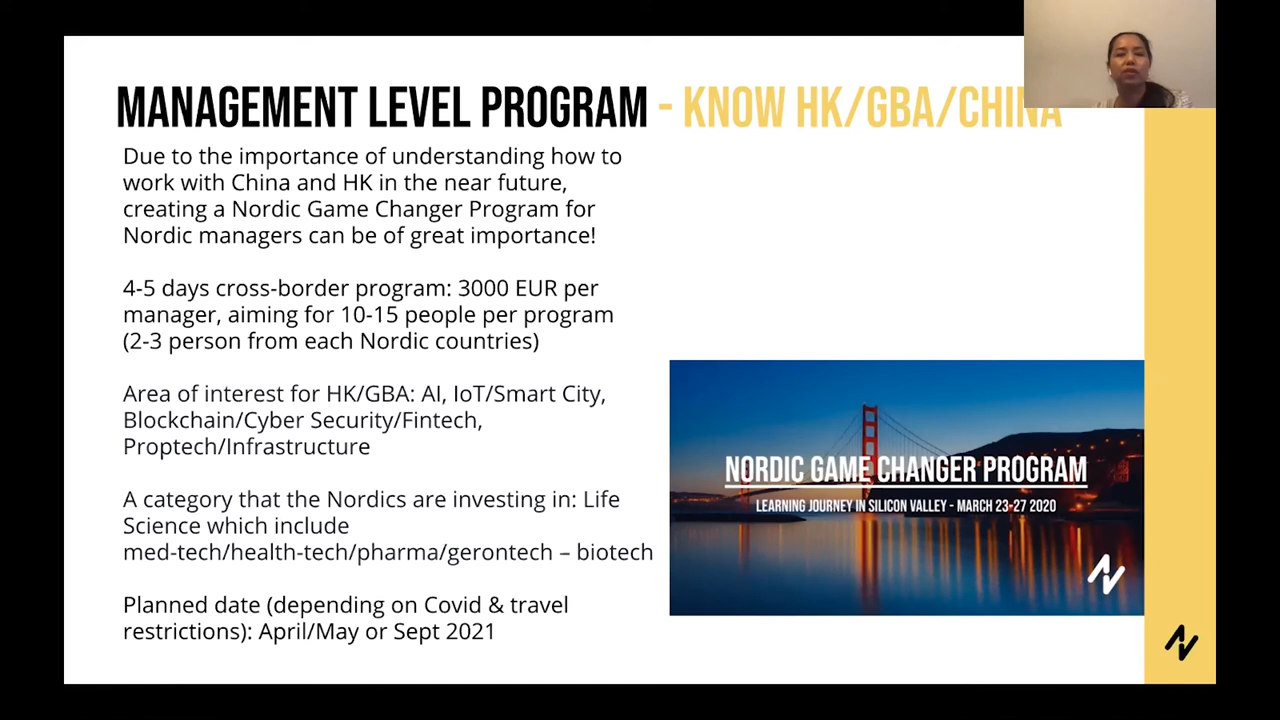 MANAGEMENT LEVEL PROGRAM - KNOW HK/GBA/CHINA
Due to the importance of understanding how to
work with China and HK in the near future,
creating a Nordic Game Changer Program for
Nordic managers can be of great importance!
4-5 days cross-border program: 3000 EUR per
manager, aiming for 10-15 people per program
(2-3 person from each Nordic countries)
Area of interest for HK/GBA: AI, IoT/Smart City,
Blockchain/Cyber Security/Fintech,
Proptech/Infrastructure
A category that the Nordics are investing in: Life
Science which include
med-tech/health-tech/pharma/gerontech – biotech
Planned date (depending on Covid & travel
restrictions): April/May or Sept 2021
NORDIC GAME CHANGER PROGRAM
LEARNING JOURNEY IN SILICON VALLEY - MARCH 23-27 2020